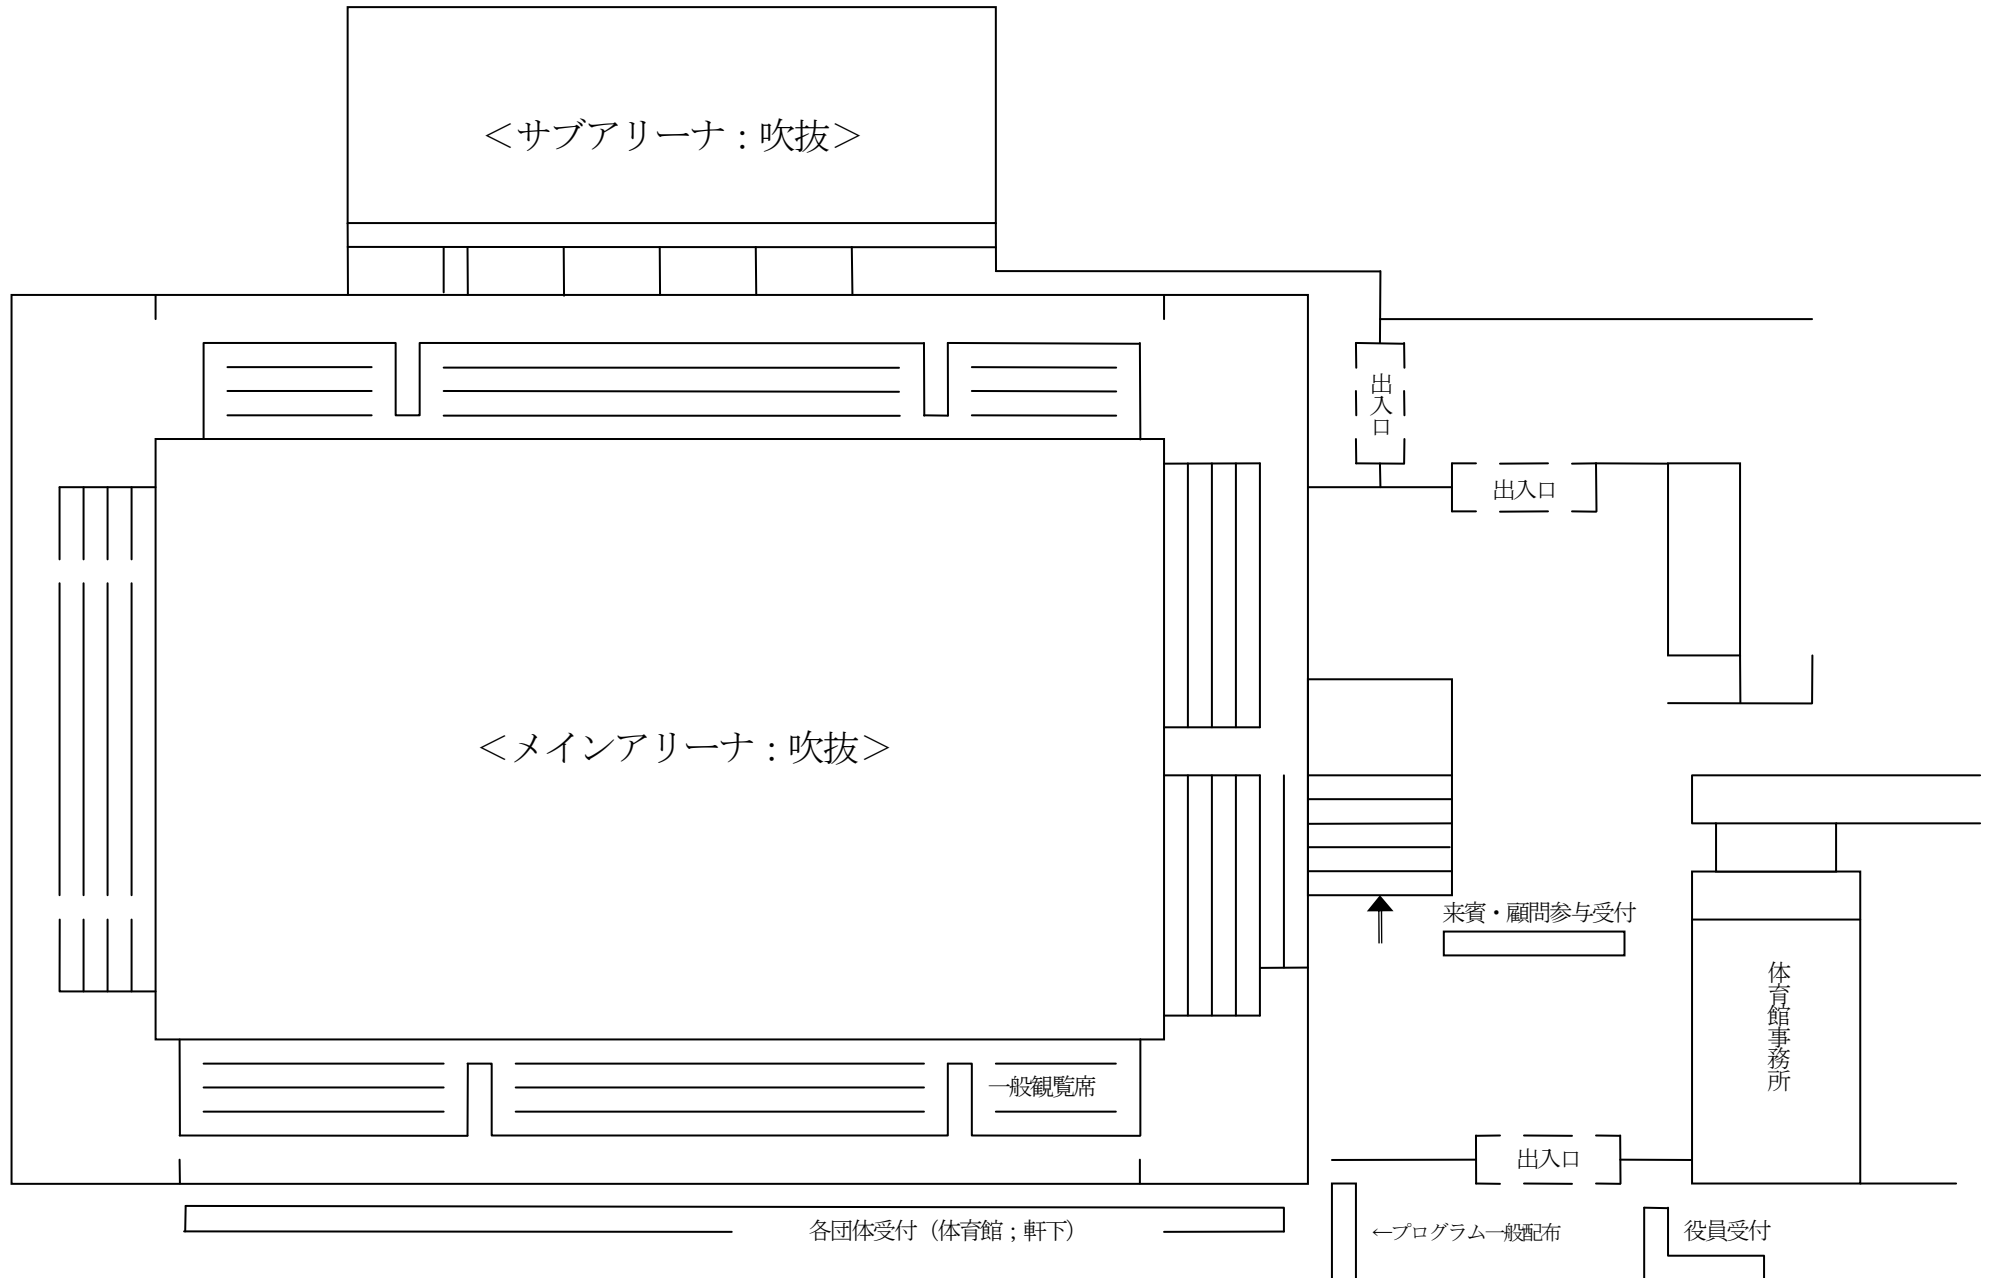 ＜サブアリーナ：吹抜＞
出入口
出入口
＜メインアリーナ：吹抜＞
来賓・顧問参与受付
体育館事務所
一般観覧席
出入口
各団体受付（体育館；軒下）
←プログラム一般配布
役員受付